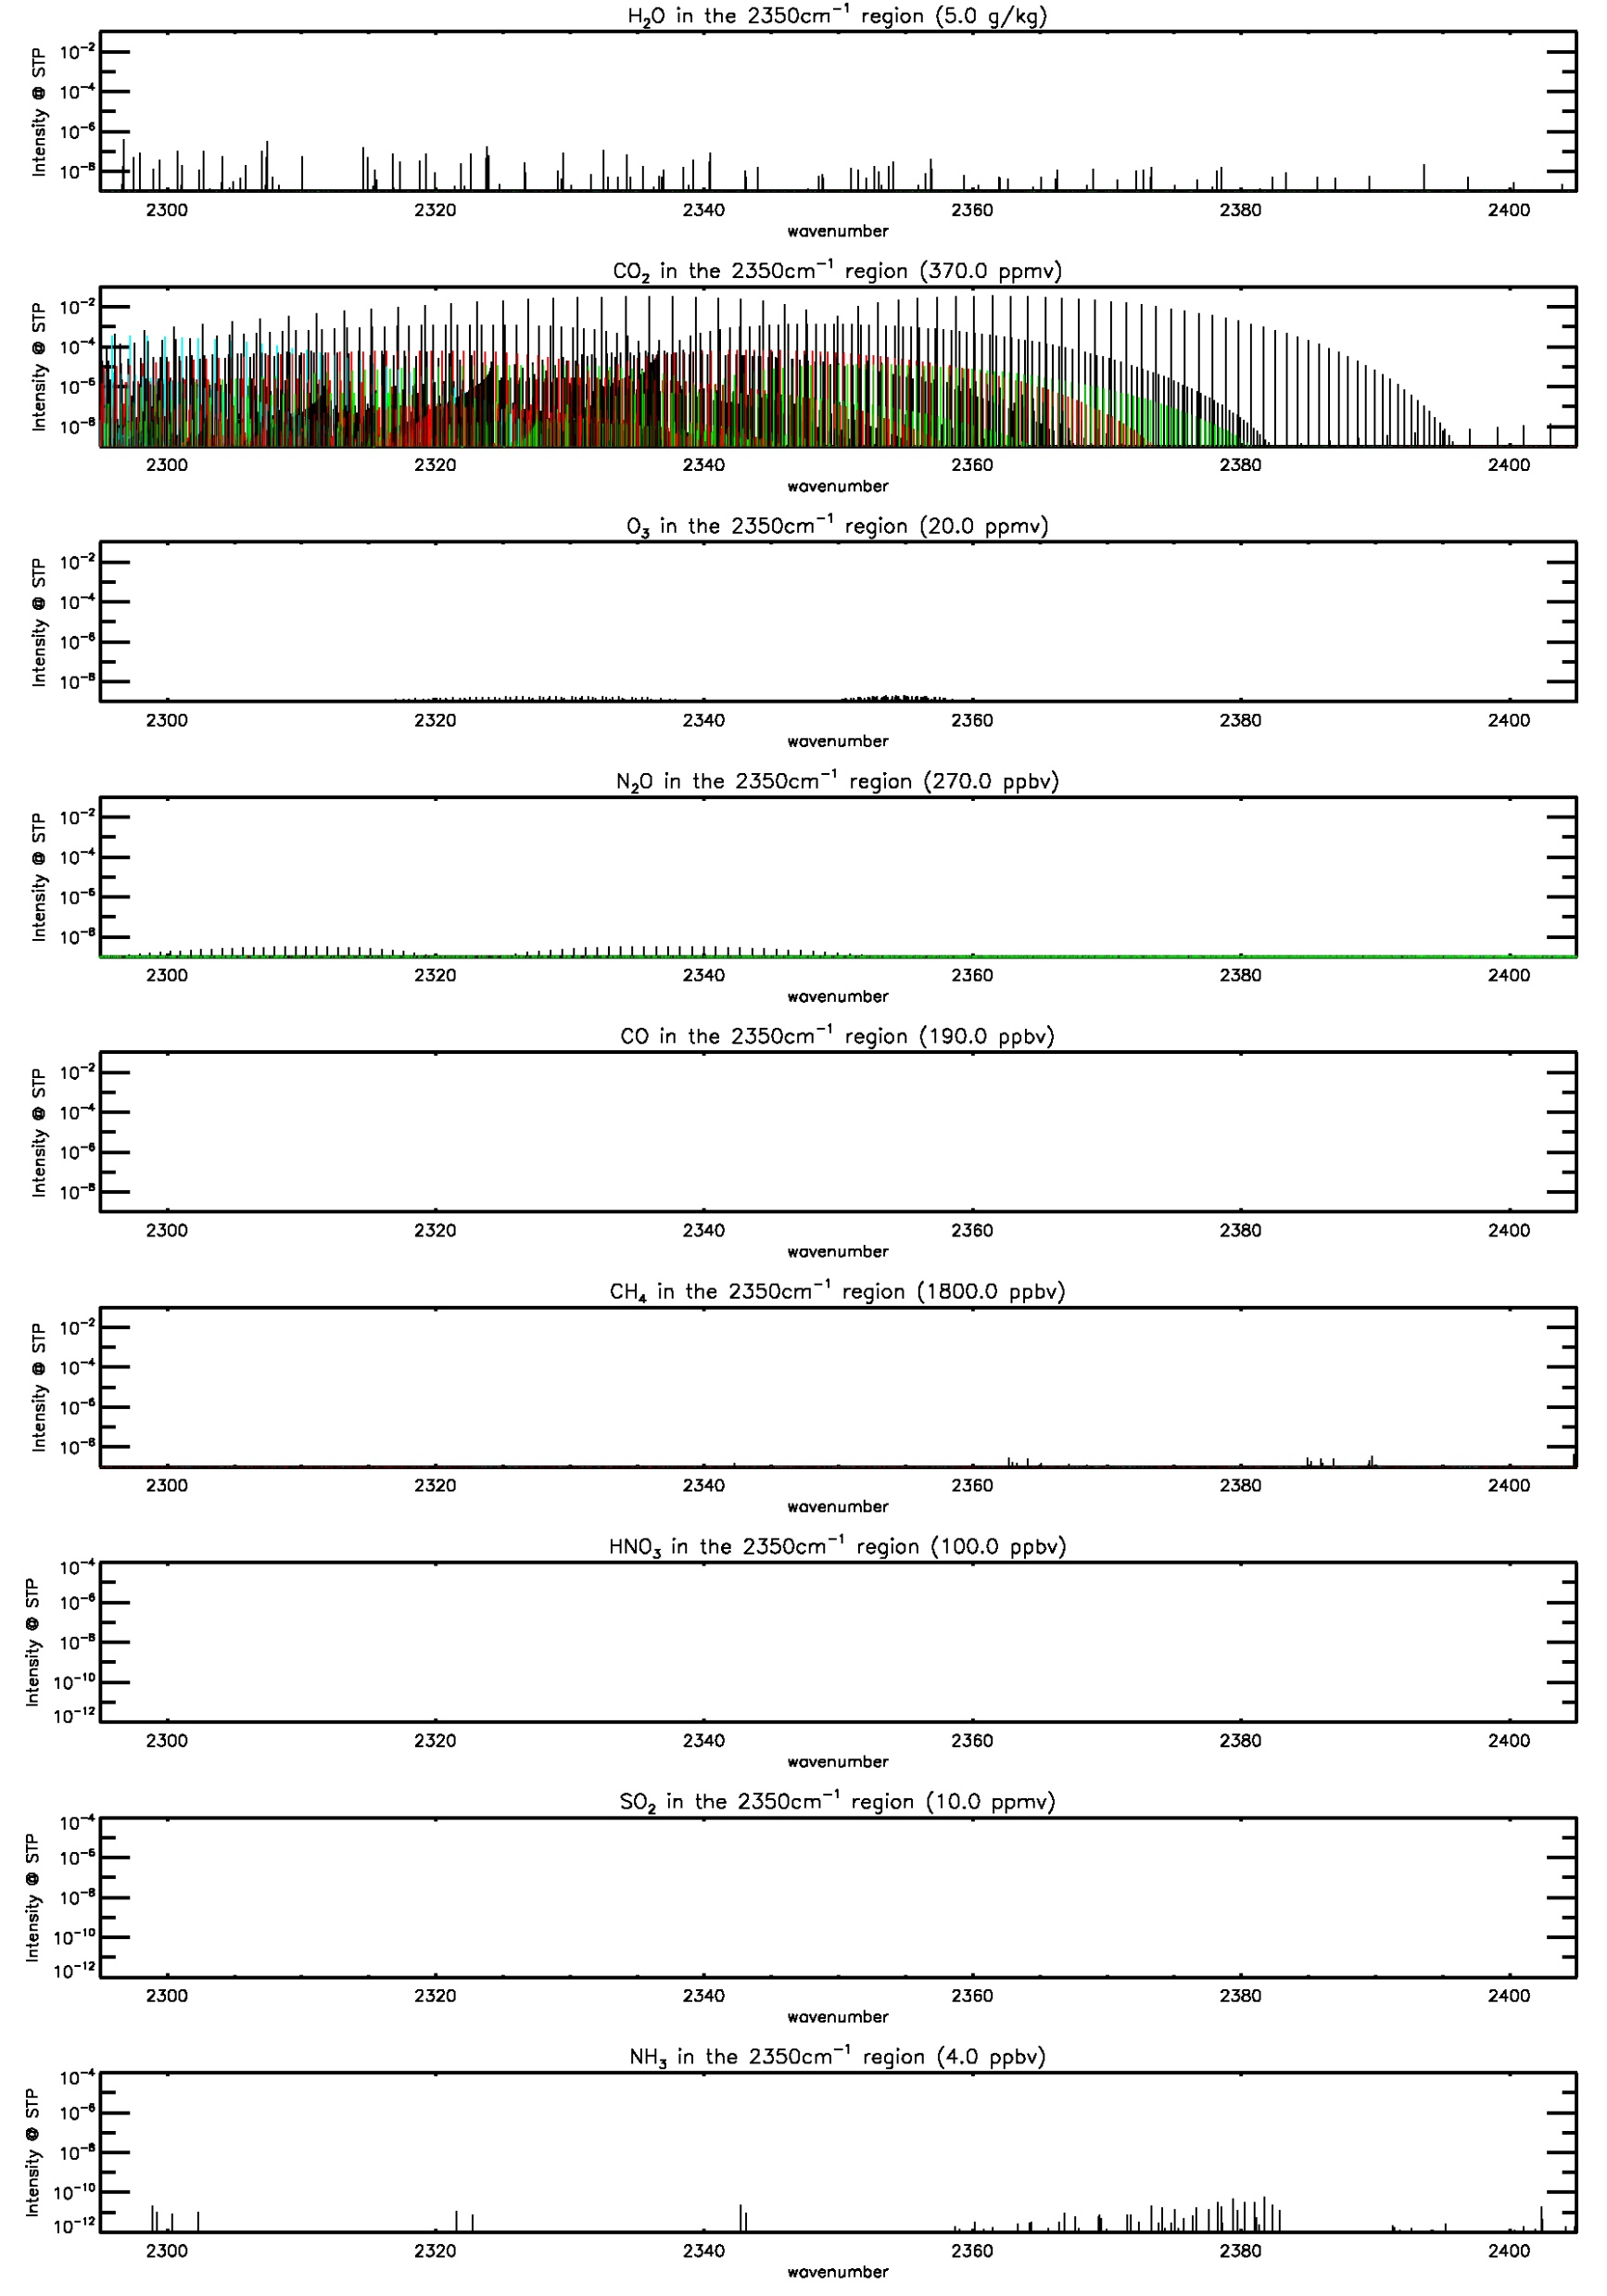 H₂O in the 2350cm⁻¹ region (5.0 g/kg)
Intensity @ STP
10⁻²
10⁻⁴
10⁻⁶
10⁻⁸
2300 2320 2340 2360 2380 2400
wavenumber
CO₂ in the 2350cm⁻¹ region (370.0 ppmv)
Intensity @ STP
10⁻²
10⁻⁴
10⁻⁶
10⁻⁸
2300 2320 2340 2360 2380 2400
wavenumber
O₃ in the 2350cm⁻¹ region (20.0 ppmv)
Intensity @ STP
10⁻²
10⁻⁴
10⁻⁶
10⁻⁸
2300 2320 2340 2360 2380 2400
wavenumber
N₂O in the 2350cm⁻¹ region (270.0 ppbv)
Intensity @ STP
10⁻²
10⁻⁴
10⁻⁶
10⁻⁸
2300 2320 2340 2360 2380 2400
wavenumber
CO in the 2350cm⁻¹ region (190.0 ppbv)
Intensity @ STP
10⁻²
10⁻⁴
10⁻⁶
10⁻⁸
2300 2320 2340 2360 2380 2400
wavenumber
CH₄ in the 2350cm⁻¹ region (1800.0 ppbv)
Intensity @ STP
10⁻²
10⁻⁴
10⁻⁶
10⁻⁸
2300 2320 2340 2360 2380 2400
wavenumber
HNO₃ in the 2350cm⁻¹ region (100.0 ppbv)
Intensity @ STP
10⁻⁴
10⁻⁶
10⁻⁸
10⁻¹⁰
10⁻¹²
2300 2320 2340 2360 2380 2400
wavenumber
SO₂ in the 2350cm⁻¹ region (10.0 ppmv)
Intensity @ STP
10⁻⁴
10⁻⁶
10⁻⁸
10⁻¹⁰
10⁻¹²
2300 2320 2340 2360 2380 2400
wavenumber
NH₃ in the 2350cm⁻¹ region (4.0 ppbv)
Intensity @ STP
10⁻⁴
10⁻⁶
10⁻⁸
10⁻¹⁰
10⁻¹²
2300 2320 2340 2360 2380 2400
wavenumber